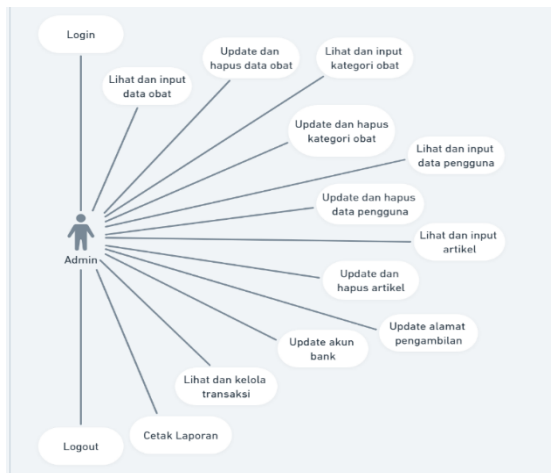 Login
Update dan
hapus data obat
Lihat dan input
kategori obat
Lihat dan input
data obat
Update dan hapus
kategori obat
Lihat dan input
data pengguna
Update dan hapus
data pengguna
Lihat dan input
artikel
Admin
Update dan
hapus artikel
Update alamat
pengambilan
Update akun
bank
Lihat dan kelola
transaksi
Cetak Laporan
Logout